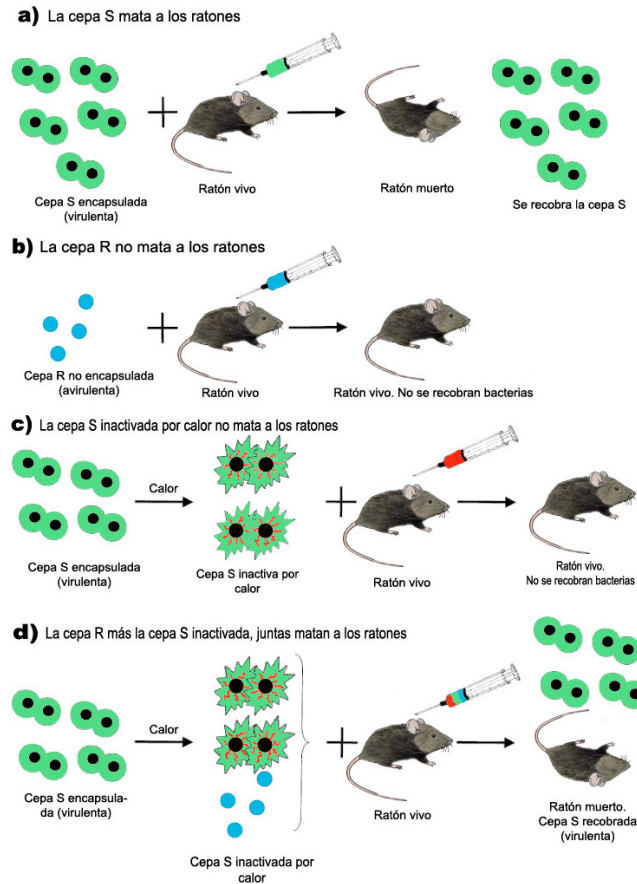 a) La cepa S mata a los ratones
Cepa S encapsulada
(virulenta)
Ratón vivo
Ratón muerto
Se recobra la cepa S
b) La cepa R no mata a los ratones
Cepa R no encapsulada
(avirulenta)
Ratón vivo
Ratón vivo. No se recobran bacterias
c) La cepa S inactivada por calor no mata a los ratones
Calor
Cepa S encapsulada
(virulenta)
Cepa S inactiva por
calor
Ratón vivo
Ratón vivo.
No se recobran bacterias
d) La cepa R más la cepa S inactivada, juntas matan a los ratones
Calor
Cepa S encapsula-
da (virulenta)
Cepa S inactivada por
calor
Ratón vivo
Ratón muerto.
Cepa S recobrada
(virulenta)